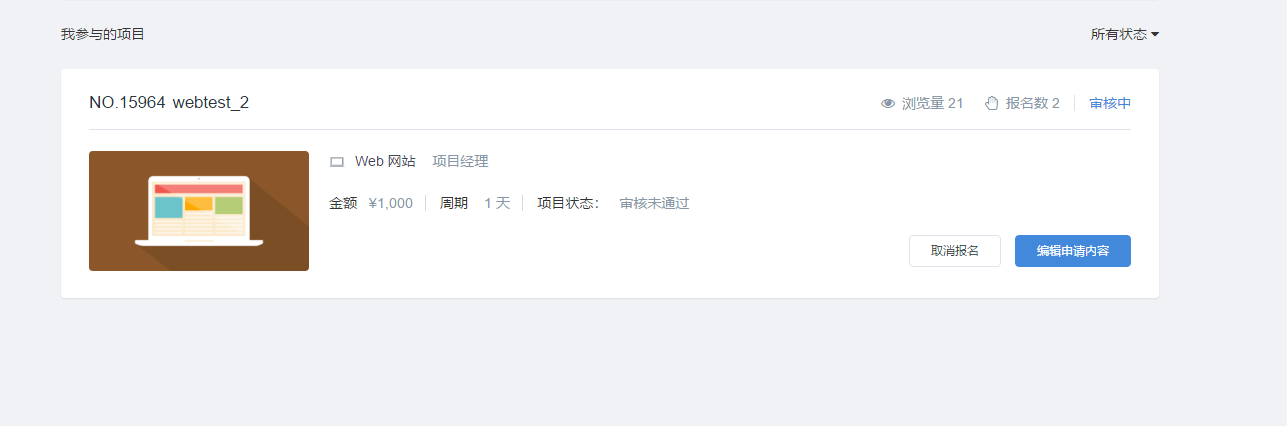 我参与的项目 所有状态
NO.15964 webtest_2 浏览量 21 报名数 2 审核中
Web 网站 项目经理
金额 ¥1,000 周期 1 天 项目状态： 审核未通过
取消报名 编辑申请内容